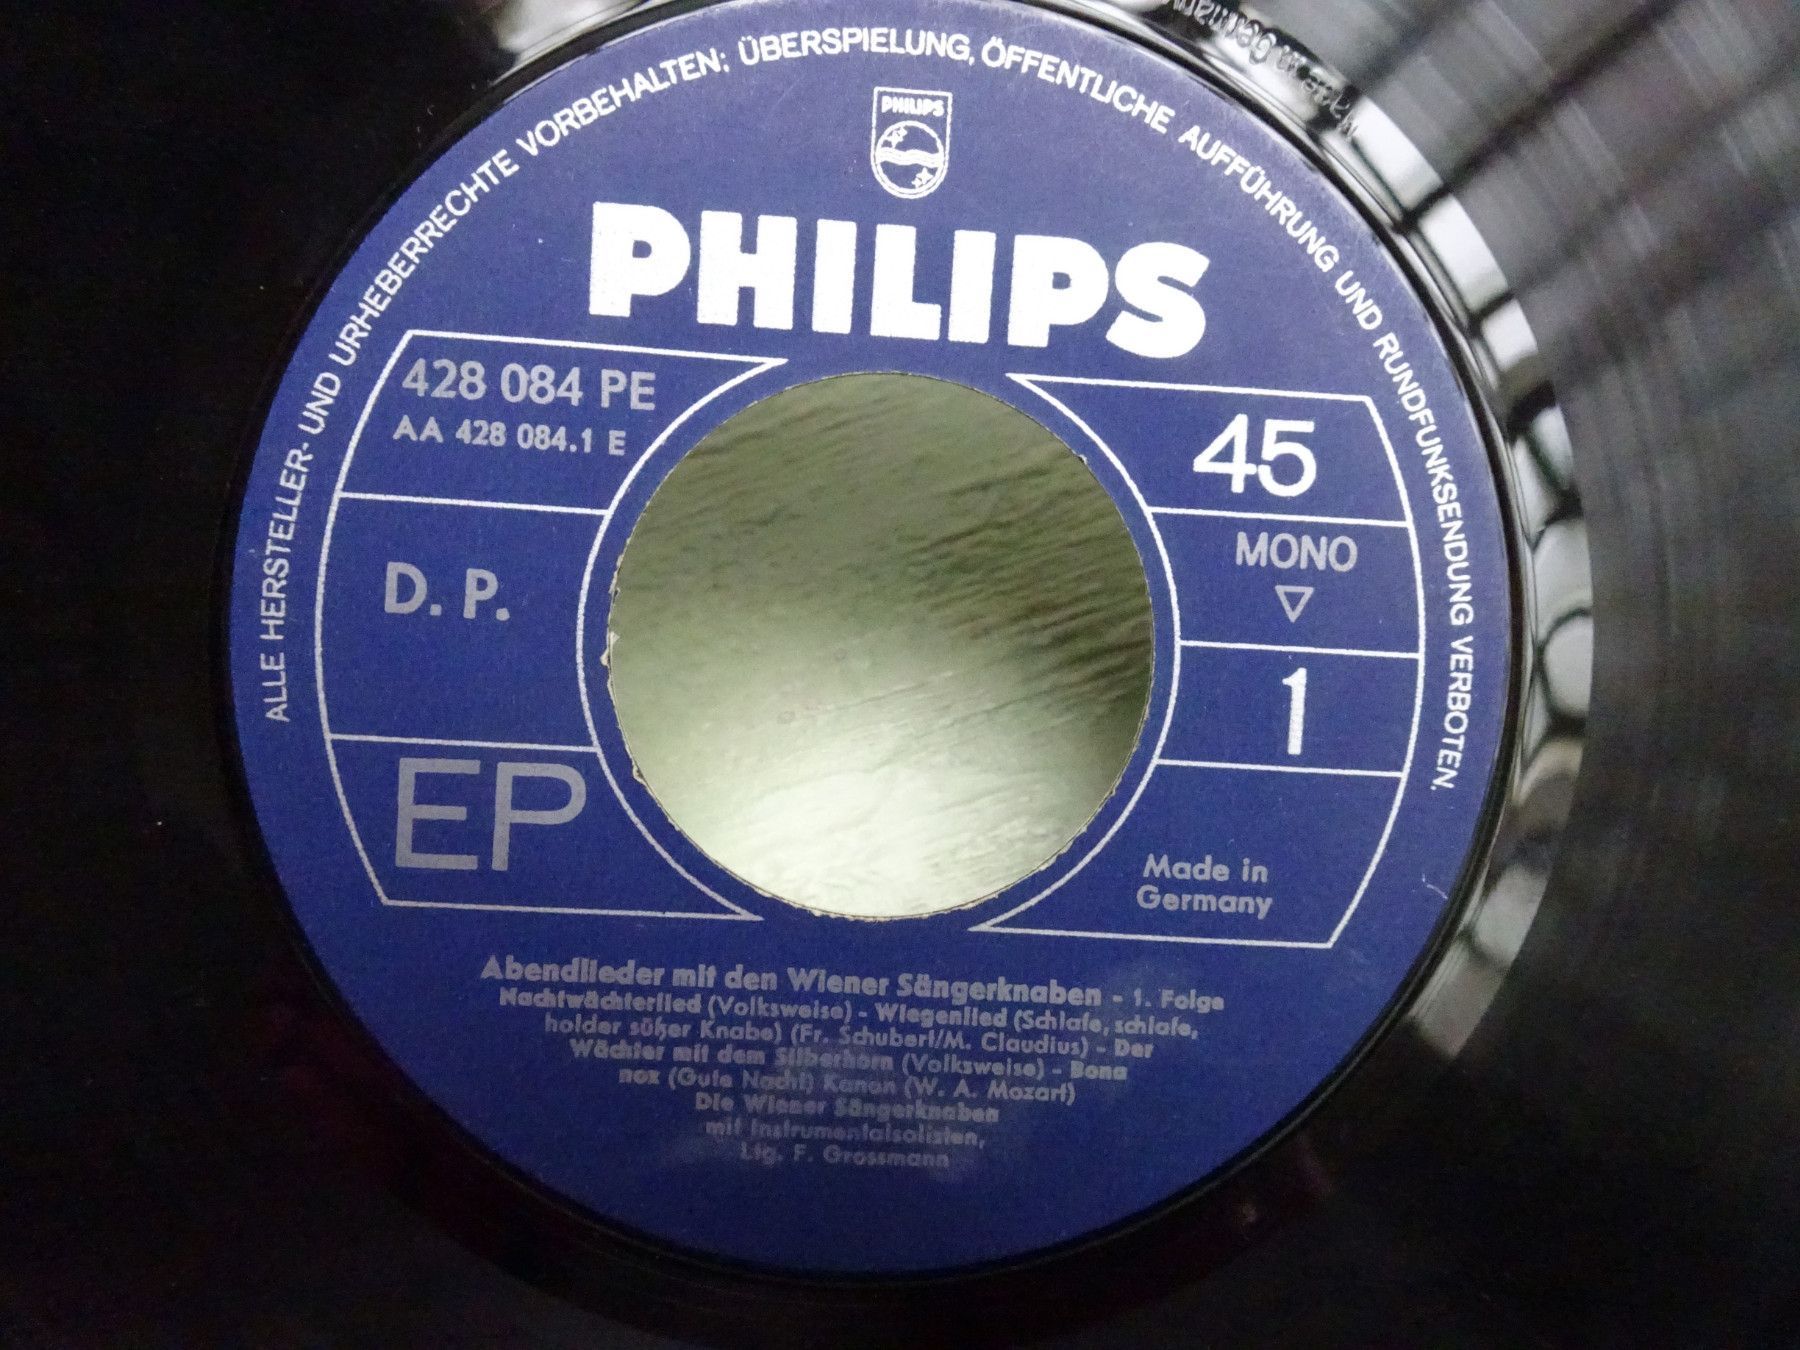 ALLE HERSTELLER- UND URHEBERRECHTE VORBEHALTEN; ÜBERSPIELUNG, ÖFFENTLICHE AUFFÜHRUNG UND RUNDFUNKSENDUNG VERBOTEN.
PHILIPS
PHILIPS
428 084 PE
AA 428 084.1 E
D. P.
EP
45
MONO
1
Made in
Germany
Abendlieder mit den Wiener Sängerknaben - 1. Folge
Nachtwächterlied (Volksweise) - Wiegenlied (Schlafe, schlafe,
holder süßer Knabe) (Fr. Schubert/M. Claudius) - Der
Wächter mit dem Silberhorn (Volksweise) - Bona
nox (Gute Nacht) Kanon (W. A. Mozart)
Die Wiener Sängerknaben
mit Instrumentalsolisten,
Ltg. F. Grossmann
Made in Germany